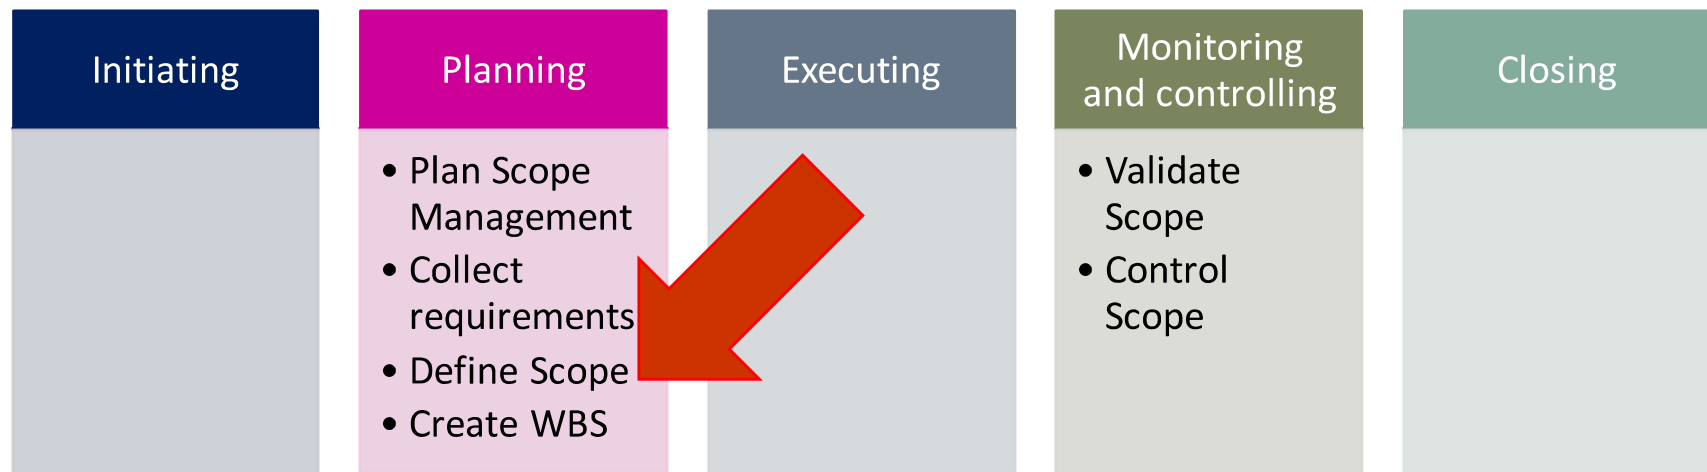 Initiating
Planning
• Plan Scope
Management
• Collect
requirements
• Define Scope
• Create WBS
Executing
Monitoring
and controlling
• Validate
Scope
• Control
Scope
Closing